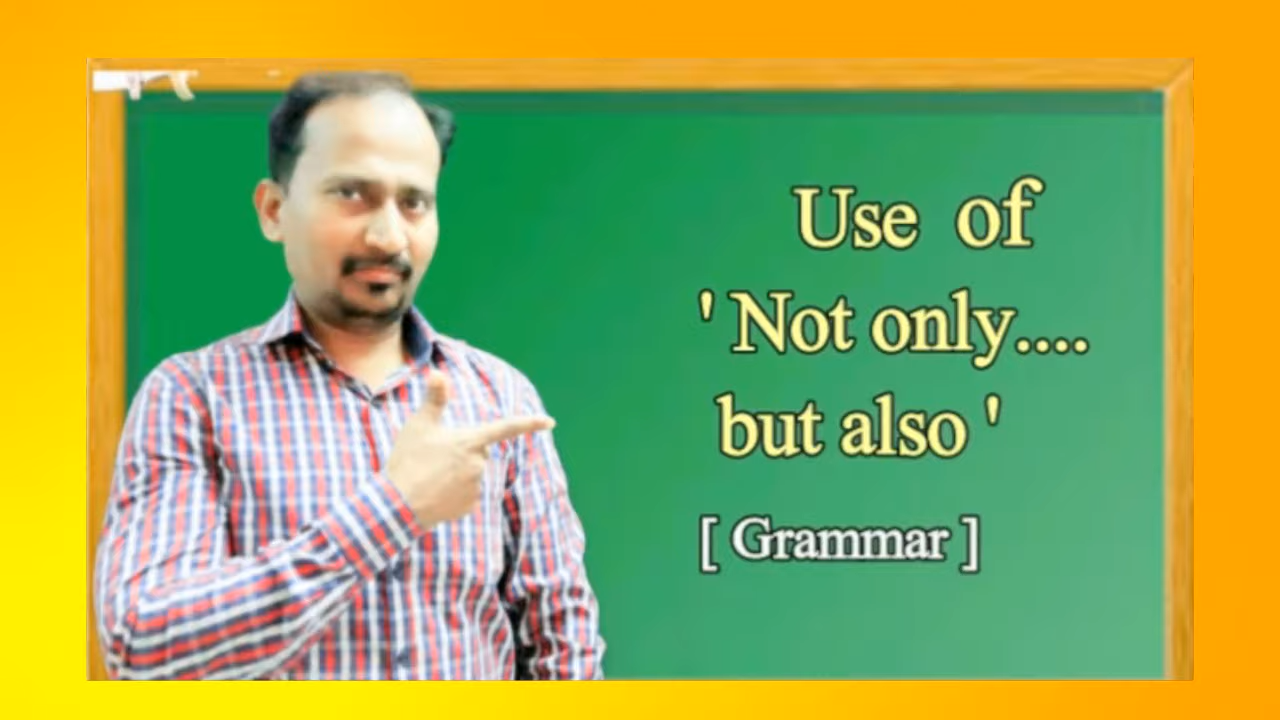 Use of
' Not only....
but also '
[ Grammar ]